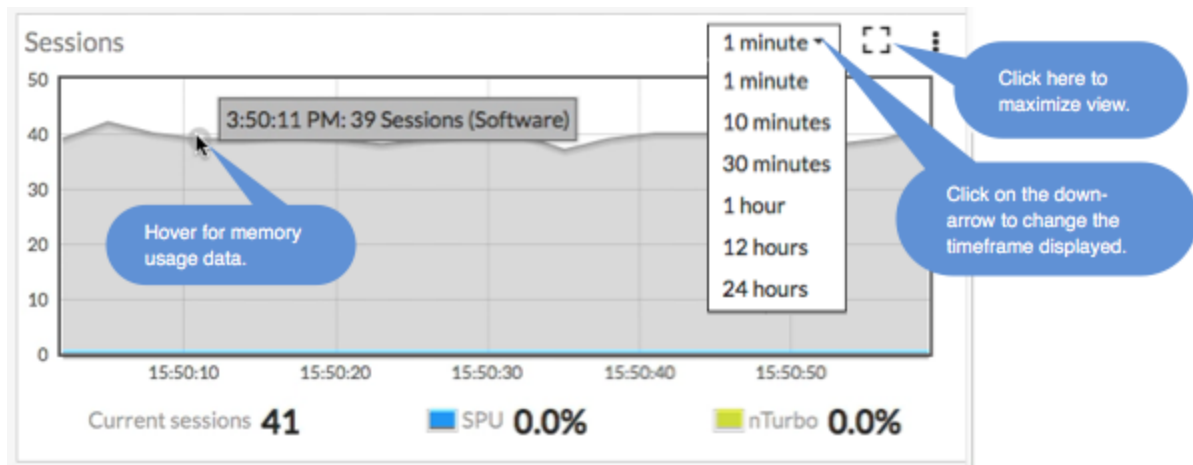 Sessions
1 minute
1 minute
10 minutes
30 minutes
1 hour
12 hours
24 hours
Click here to
maximize view.
Click on the down-
arrow to change the
timeframe displayed.
3:50:11 PM: 39 Sessions (Software)
Hover for memory
usage data.
50
40
30
20
10
0
15:50:10 15:50:20 15:50:30 15:50:40 15:50:50
Current sessions 41 SPU 0.0% nTurbo 0.0%